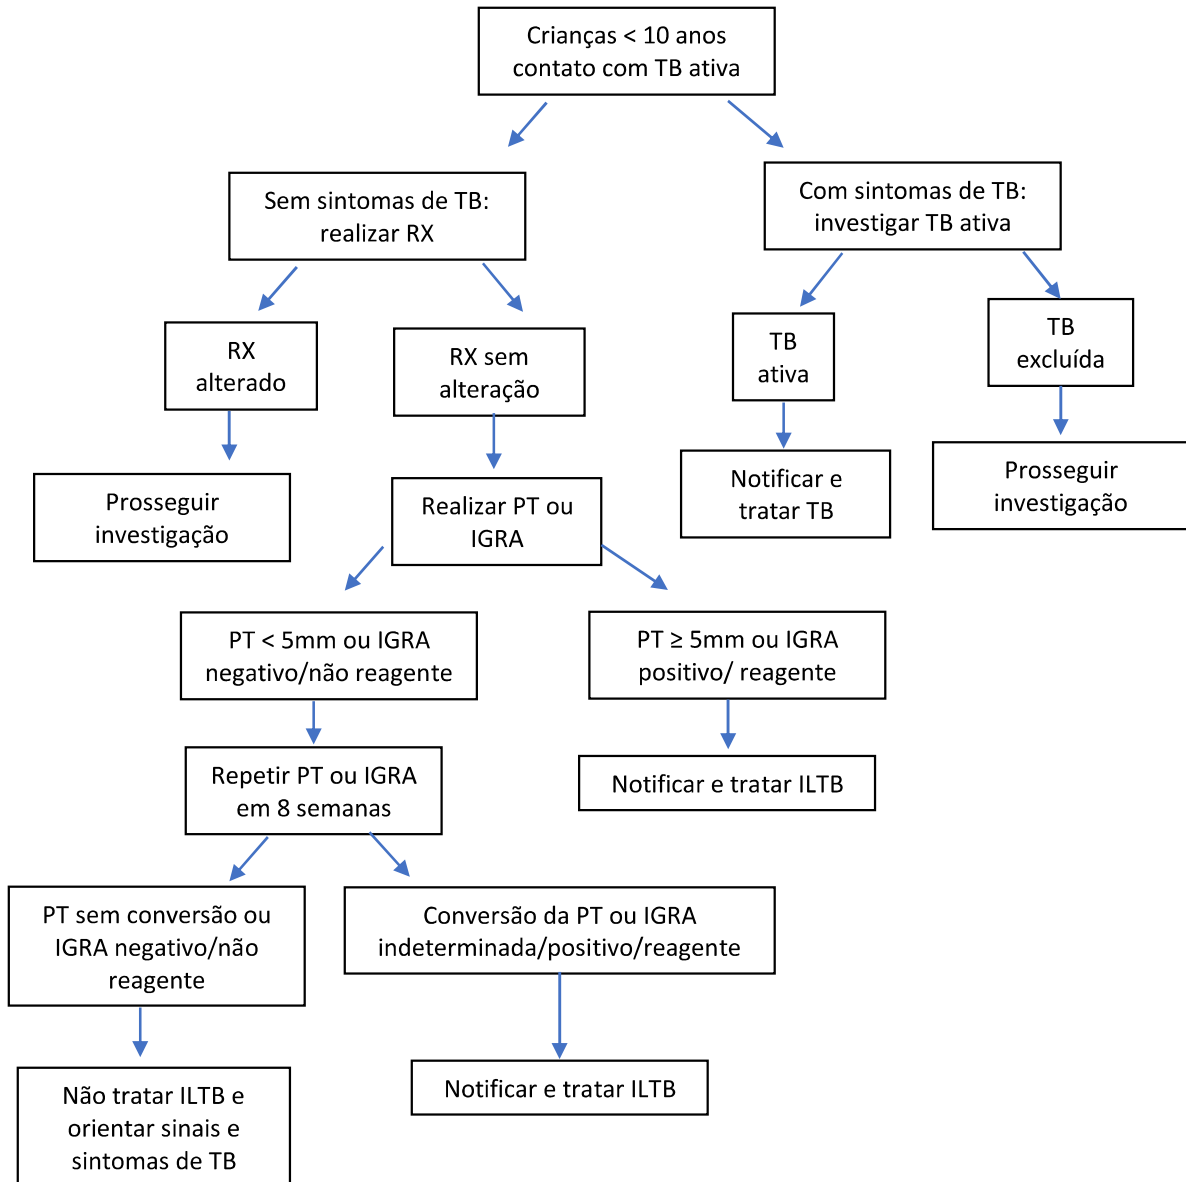 Crianças < 10 anos
contato com TB ativa
Sem sintomas de TB:
realizar RX
Com sintomas de TB:
investigar TB ativa
RX
alterado
RX sem
alteração
TB
ativa
TB
excluída
Prosseguir
investigação
Realizar PT ou
IGRA
Notificar e
tratar TB
Prosseguir
investigação
PT < 5mm ou IGRA
negativo/não reagente
PT ≥ 5mm ou IGRA
positivo/ reagente
Repetir PT ou IGRA
em 8 semanas
Notificar e tratar ILTB
PT sem conversão ou
IGRA negativo/não
reagente
Conversão da PT ou IGRA
indeterminada/positivo/reagente
Não tratar ILTB e
orientar sinais e
sintomas de TB
Notificar e tratar ILTB